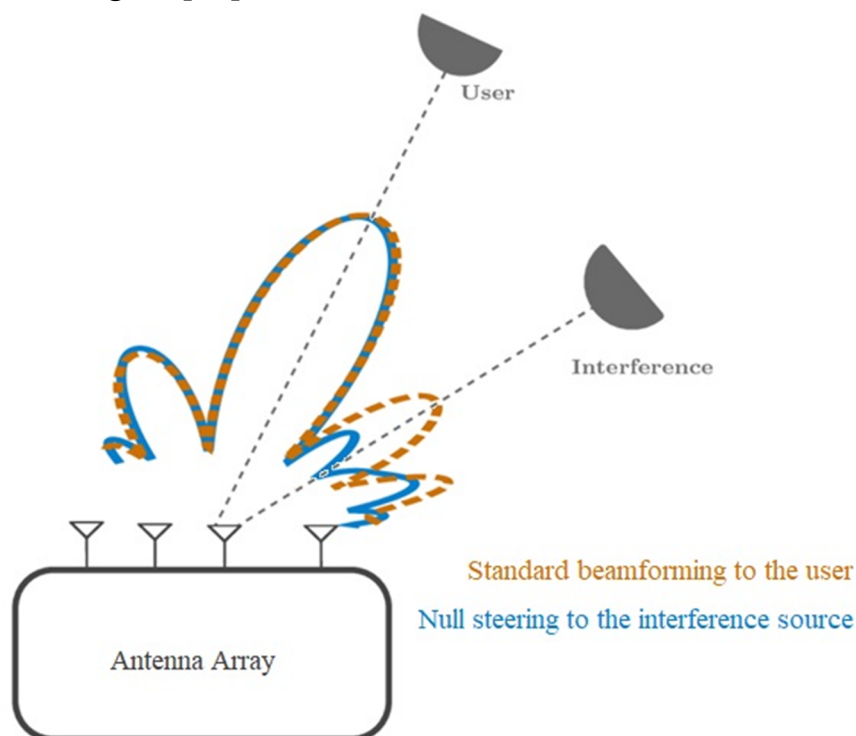 User
Interference
Standard beamforming to the user
Null steering to the interference source
Antenna Array